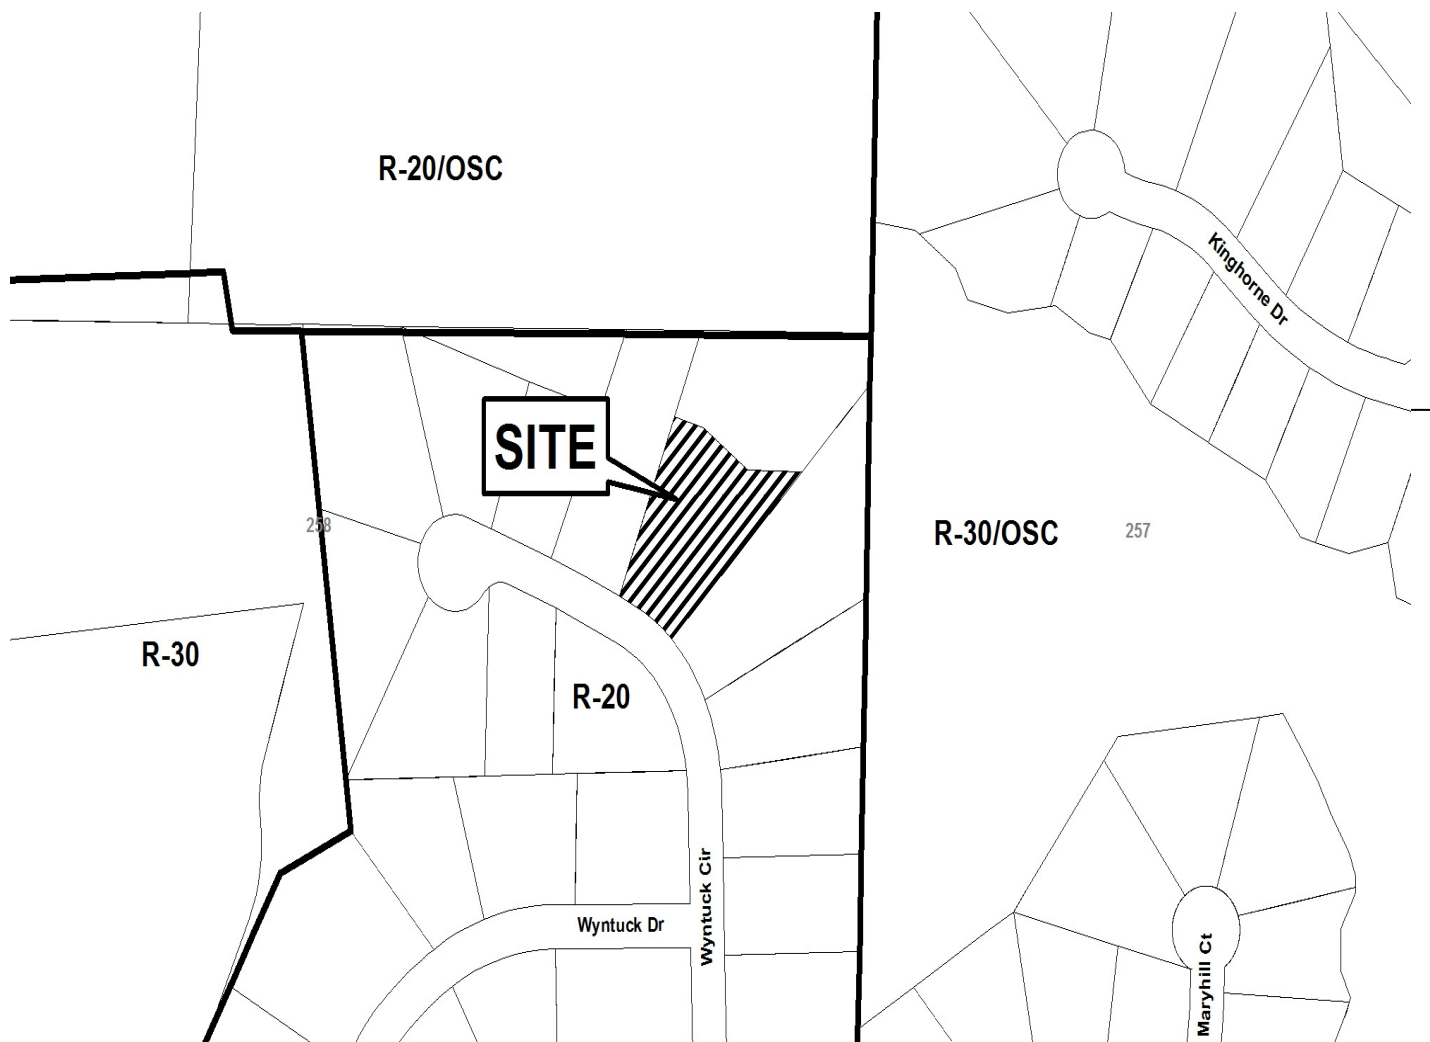 R-20/OSC
Kinghorne Dr
SITE
258
R-30/OSC
257
R-30
R-20
Wyntuck Cir
Wyntuck Dr
Maryhill Ct